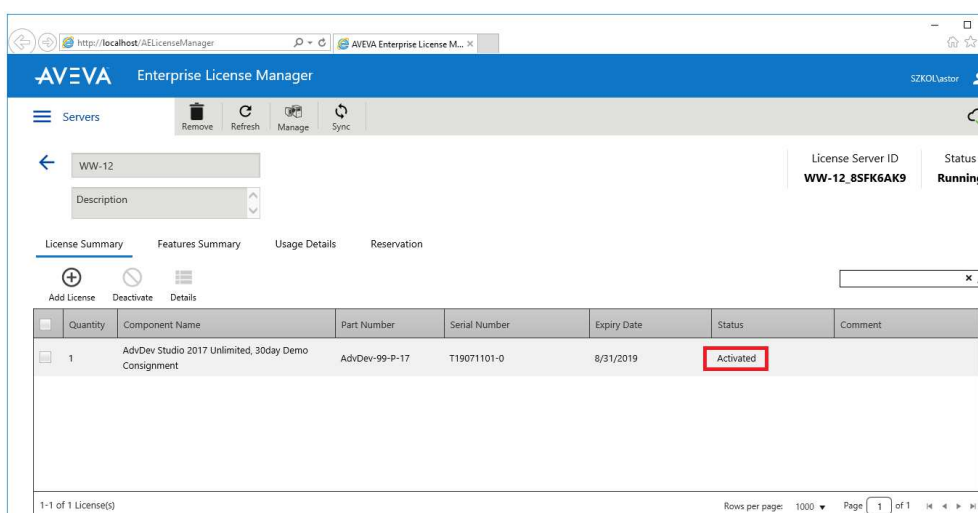 http://localhost/AELicenseManager
AVEVA Enterprise License M...
AVEVA Enterprise License Manager
SZKOL\astor
Servers
Remove Refresh Manage Sync
WW-12
Description
License Server ID
WW-12_8SFK6AK9
Status
Running
License Summary Features Summary Usage Details Reservation
Add License Deactivate Details
Quantity Component Name Part Number Serial Number Expiry Date Status Comment
1 AdvDev Studio 2017 Unlimited, 30day Demo
Consignment AdvDev-99-P-17 T19071101-0 8/31/2019 Activated
1-1 of 1 License(s) Rows per page: 1000 Page 1 of 1